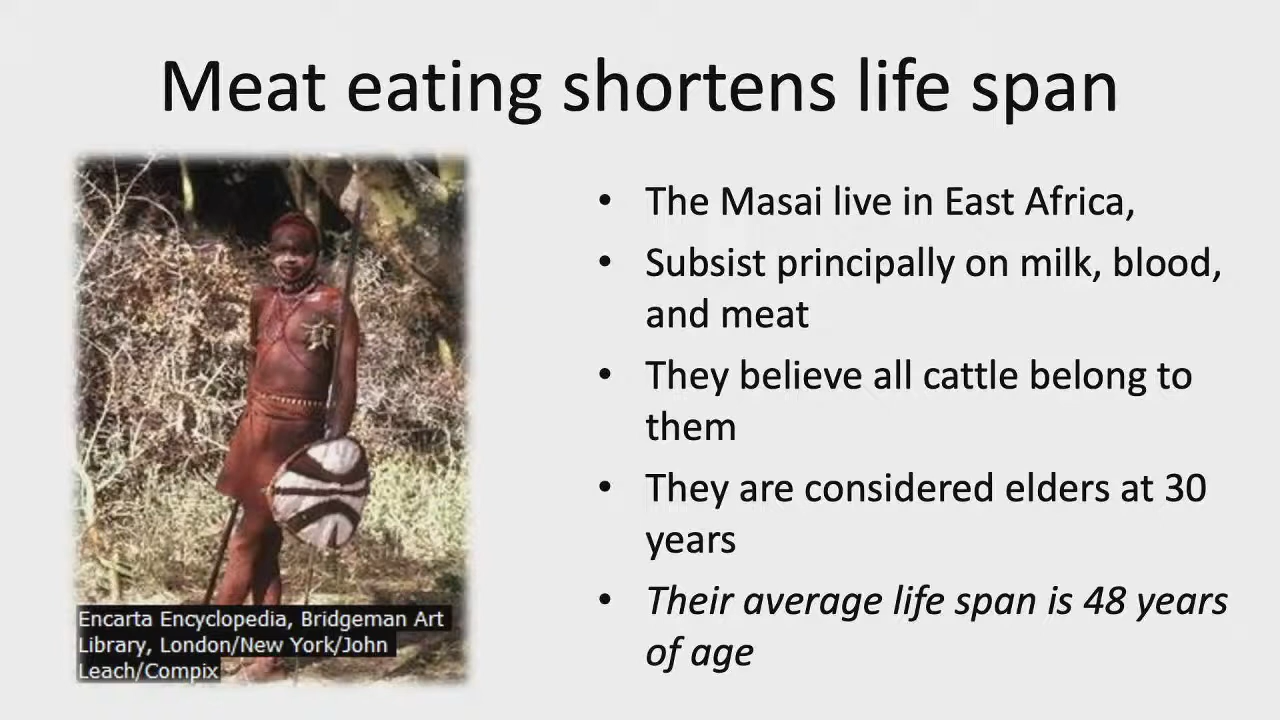 Meat eating shortens life span
• The Masai live in East Africa,
• Subsist principally on milk, blood,
and meat
• They believe all cattle belong to
them
• They are considered elders at 30
years
• Their average life span is 48 years
of age
Encarta Encyclopedia, Bridgeman Art
Library, London/New York/John
Leach/Compix